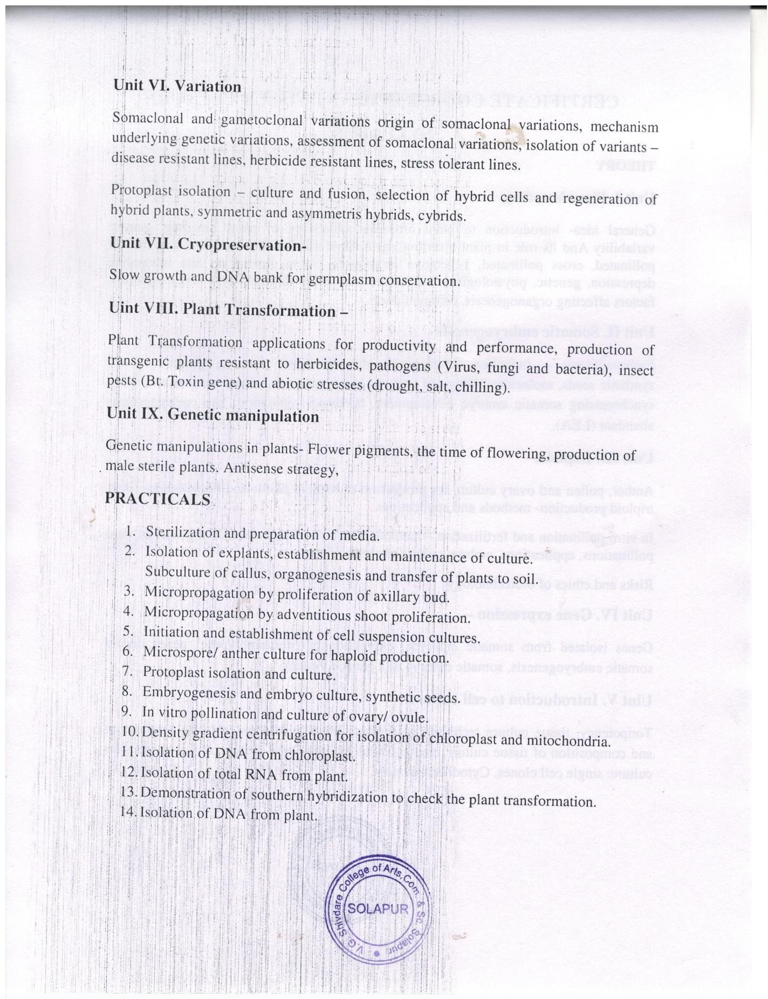 Unit VI. Variation
Somaclonal and gametoclonal variations origin of somaclonal variations, mechanism
underlying genetic variations, assessment of somaclonal variations, isolation of variants –
disease resistant lines, herbicide resistant lines, stress tolerant lines.
Protoplast isolation – culture and fusion, selection of hybrid cells and regeneration of
hybrid plants, symmetric and asymmetris hybrids, cybrids.
Unit VII. Cryopreservation-
Slow growth and DNA bank for germplasm conservation.
Uint VIII. Plant Transformation –
Plant Transformation applications for productivity and performance, production of
transgenic plants resistant to herbicides, pathogens (Virus, fungi and bacteria), insect
pests (Bt. Toxin gene) and abiotic stresses (drought, salt, chilling).
Unit IX. Genetic manipulation
Genetic manipulations in plants- Flower pigments, the time of flowering, production of
male sterile plants. Antisense strategy,
PRACTICALS
1. Sterilization and preparation of media.
2. Isolation of explants, establishment and maintenance of culture.
Subculture of callus, organogenesis and transfer of plants to soil.
3. Micropropagation by proliferation of axillary bud.
4. Micropropagation by adventitious shoot proliferation.
5. Initiation and establishment of cell suspension cultures.
6. Microspore/ anther culture for haploid production.
7. Protoplast isolation and culture.
8. Embryogenesis and embryo culture, synthetic seeds.
9. In vitro pollination and culture of ovary/ ovule.
10. Density gradient centrifugation for isolation of chloroplast and mitochondria.
11. Isolation of DNA from chloroplast.
12. Isolation of total RNA from plant.
13. Demonstration of southern hybridization to check the plant transformation.
14. Isolation of DNA from plant.
V.G. Shivdare College of Arts, Com. & Sc. Solapur.
SOLAPUR